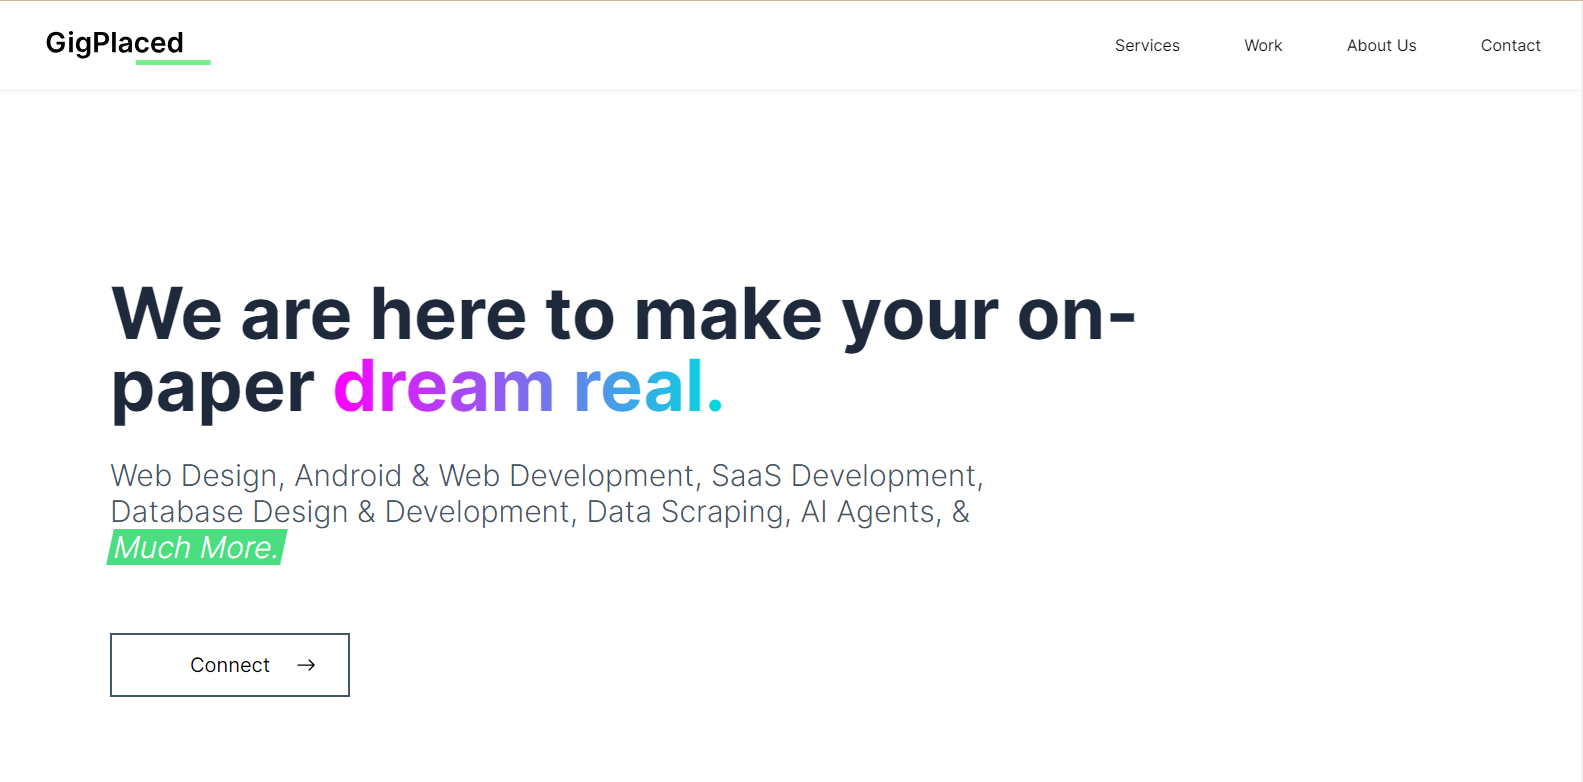 GigPlaced
Services Work About Us Contact
We are here to make your on-
paper dream real.
Web Design, Android & Web Development, SaaS Development,
Database Design & Development, Data Scraping, AI Agents, &
Much More.
Connect →